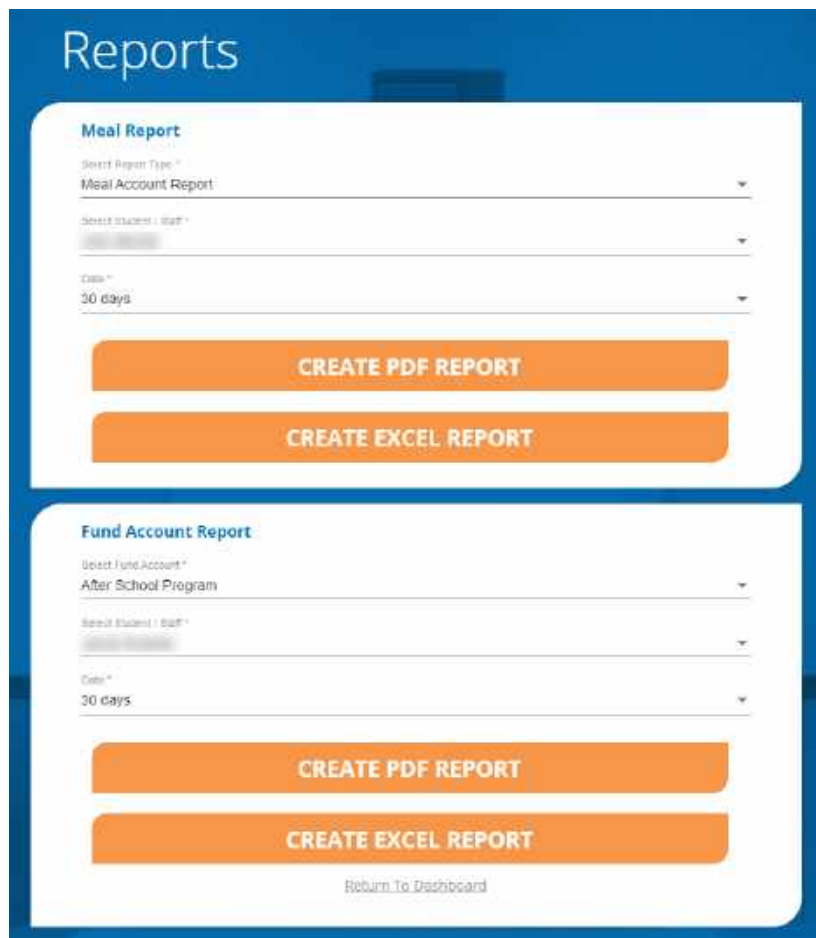 Reports
Meal Report
Select Report Type *
Meal Account Report
Select Student / Staff *
Date *
30 days
CREATE PDF REPORT
CREATE EXCEL REPORT
Fund Account Report
Select Fund Account *
After School Program
Select Student / Staff *
Date *
30 days
CREATE PDF REPORT
CREATE EXCEL REPORT
Return To Dashboard